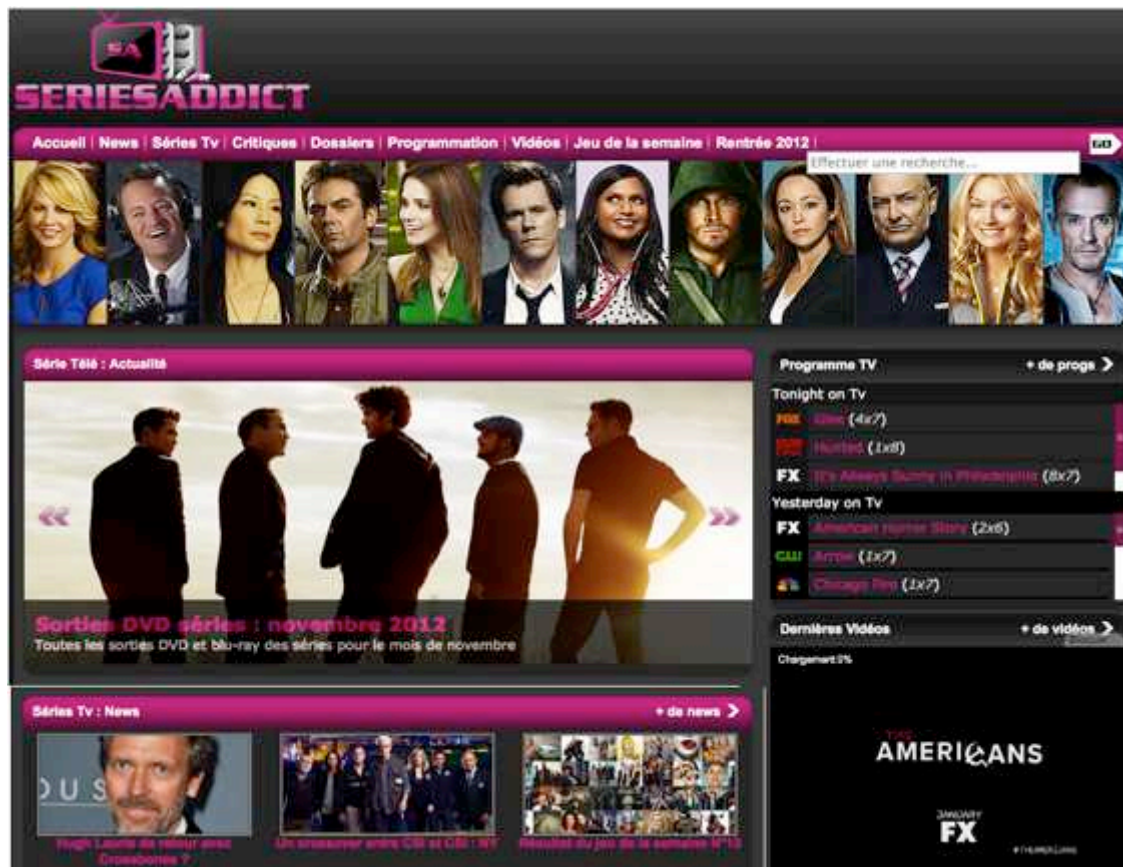 SA
SERIESADDICT
Accueil | News | Séries Tv | Critiques | Dossiers | Programmation | Vidéos | Jeu de la semaine | Rentrée 2012 |
Effectuer une recherche...
Série Télé : Actualité
Sorties DVD séries : novembre 2012
Toutes les sorties DVD et blu-ray des séries pour le mois de novembre
Programme TV + de progs
Tonight on Tv
FOX Glee (4x7)
Hunted (1x8)
FX It's Always Sunny in Philadelphia (8x7)
Yesterday on Tv
FX American Horror Story (2x6)
CW Arrow (1x7)
Chicago Fire (1x7)
Dernières Vidéos + de vidéos
Chargement 0%
THE
AMERICANS
JANUARY
FX
#THEAMERICANS
Séries Tv : News + de news
OUS
Hugh Laurie de retour avec
Crossbones ?
Un crossover entre CSI et CSI : NY
Résultat du jeu de la semaine N°13